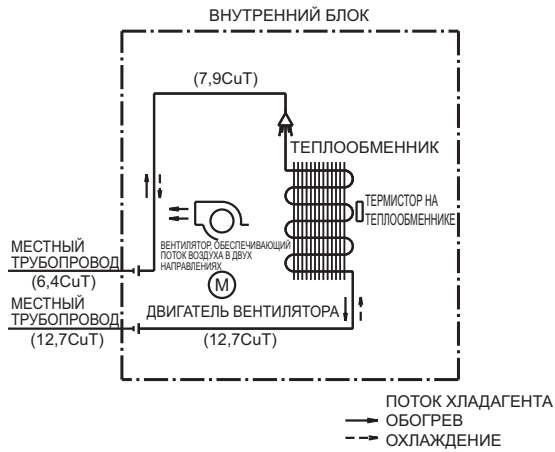 ВНУТРЕННИЙ БЛОК
(7,9CuT)
ТЕПЛООБМЕННИК
ТЕРМИСТОР НА
ТЕПЛООБМЕННИКЕ
ВЕНТИЛЯТОР, ОБЕСПЕЧИВАЮЩИЙ
ПОТОК ВОЗДУХА В ДВУХ
НАПРАВЛЕНИЯХ
МЕСТНЫЙ
ТРУБОПРОВОД
(6,4CuT)
M
МЕСТНЫЙ
ТРУБОПРОВОД
ДВИГАТЕЛЬ ВЕНТИЛЯТОРА
(12,7CuT)
(12,7CuT)
ПОТОК ХЛАДАГЕНТА
ОБОГРЕВ
ОХЛАЖДЕНИЕ